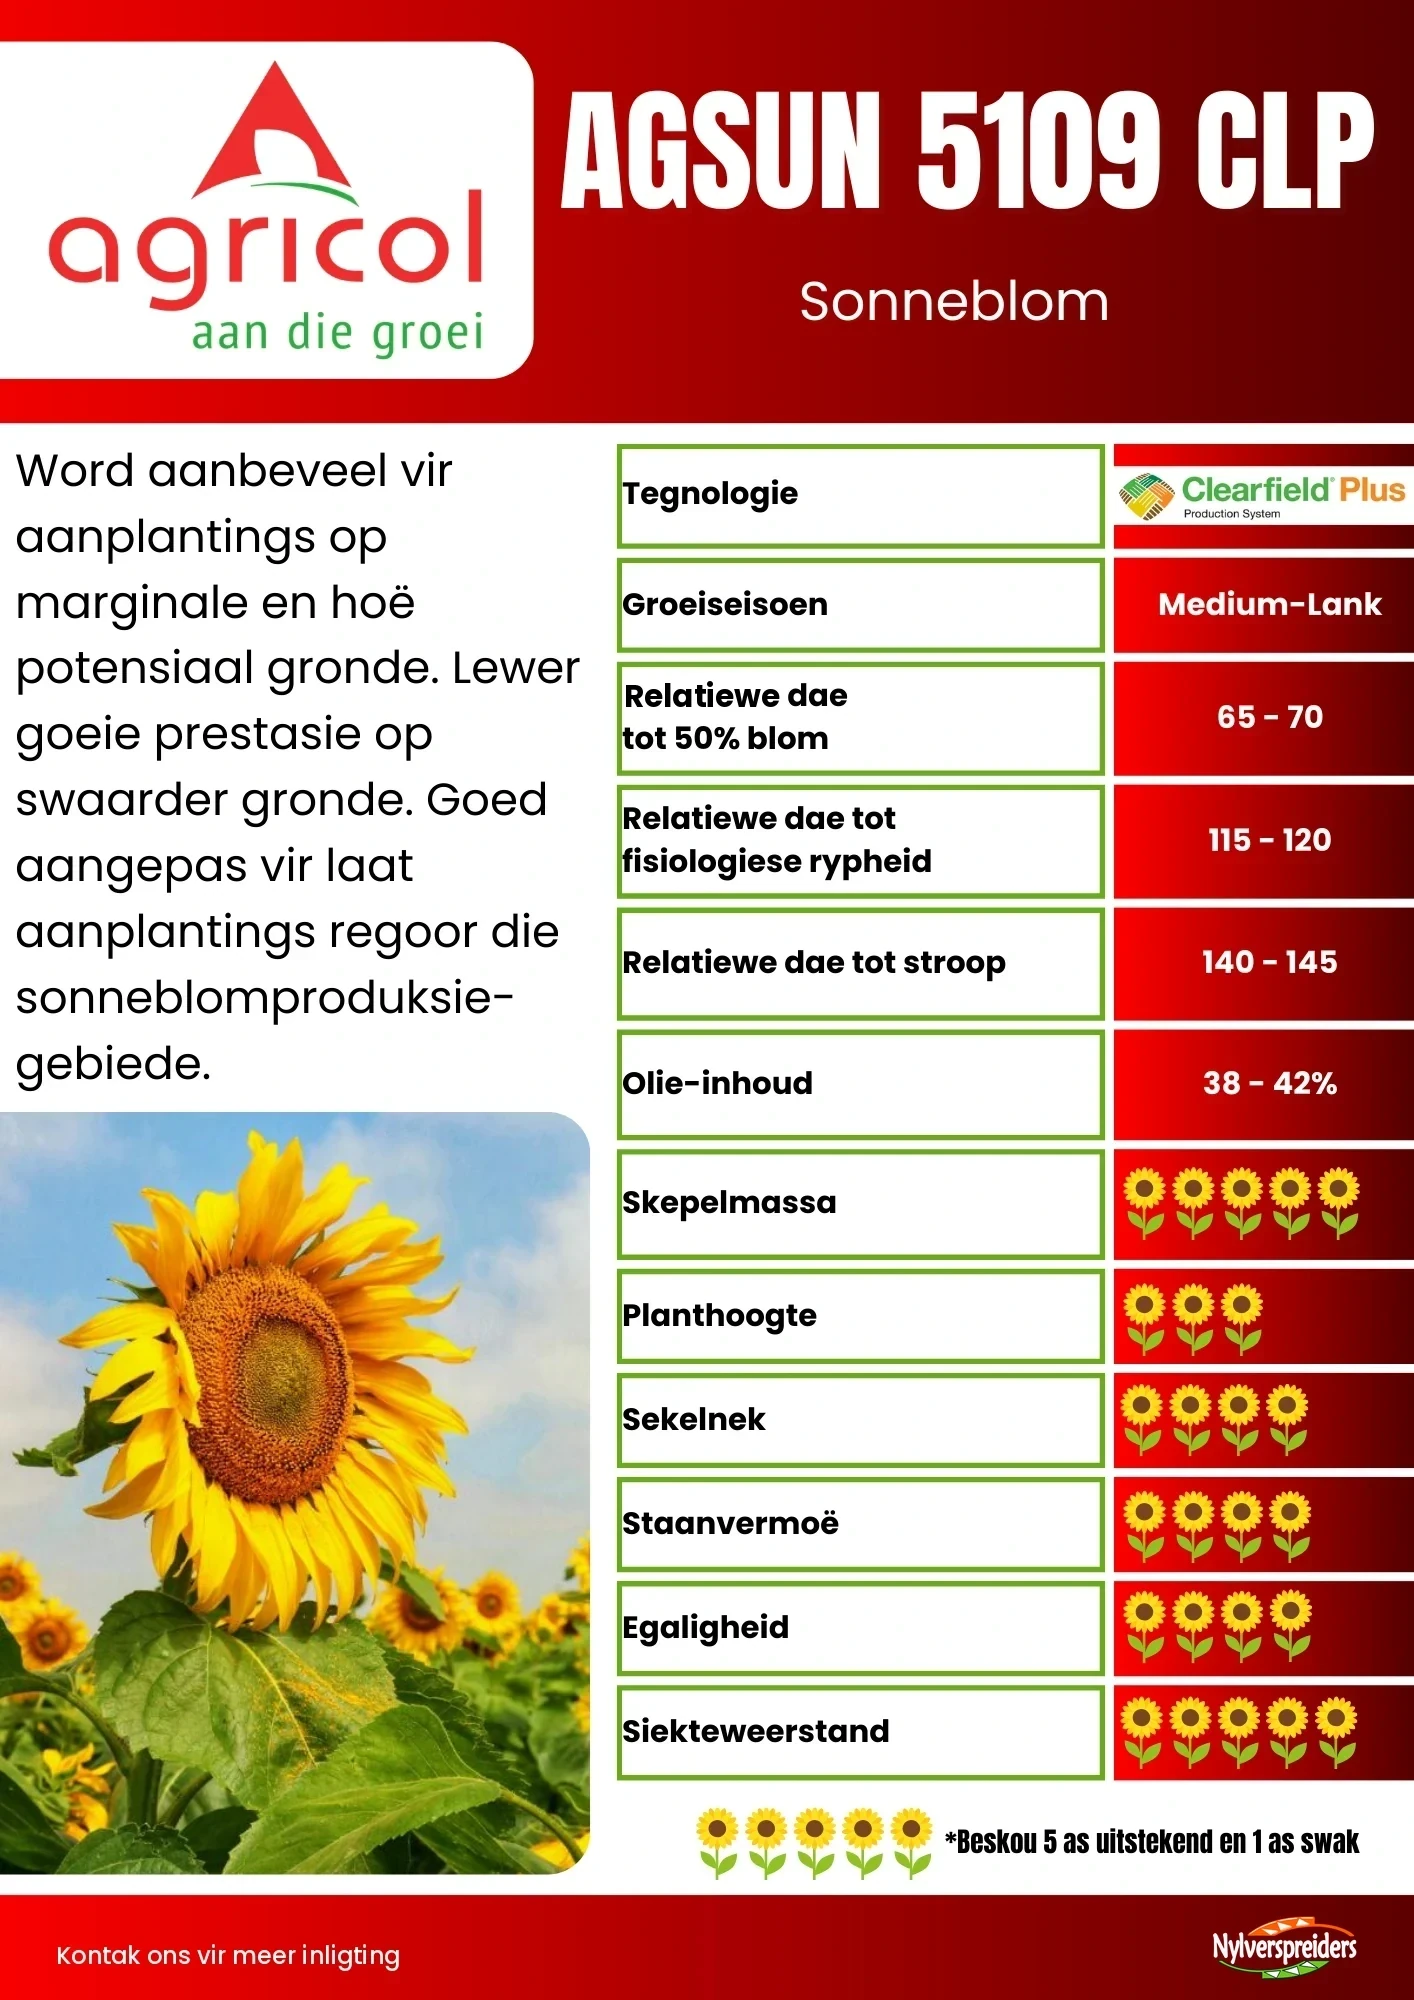 agricol
aan die groei
AGSUN 5109 CLP
Sonneblom
Word aanbeveel vir
aanplantings op
marginale en hoë
potensiaal gronde. Lewer
goeie prestasie op
swaarder gronde. Goed
aangepas vir laat
aanplantings regoor die
sonneblomproduksie-
gebiede.
Tegnologie
Clearfield® Plus
Production System
Groeiseisoen
Medium-Lank
Relatiewe dae
tot 50% blom
65 - 70
Relatiewe dae tot
fisiologiese rypheid
115 - 120
Relatiewe dae tot stroop
140 - 145
Olie-inhoud
38 - 42%
Skepelmassa
Planthoogte
Sekelnek
Staanvermoë
Egaligheid
Siekteweerstand
*Beskou 5 as uitstekend en 1 as swak
Kontak ons vir meer inligting
Nylverspreiders